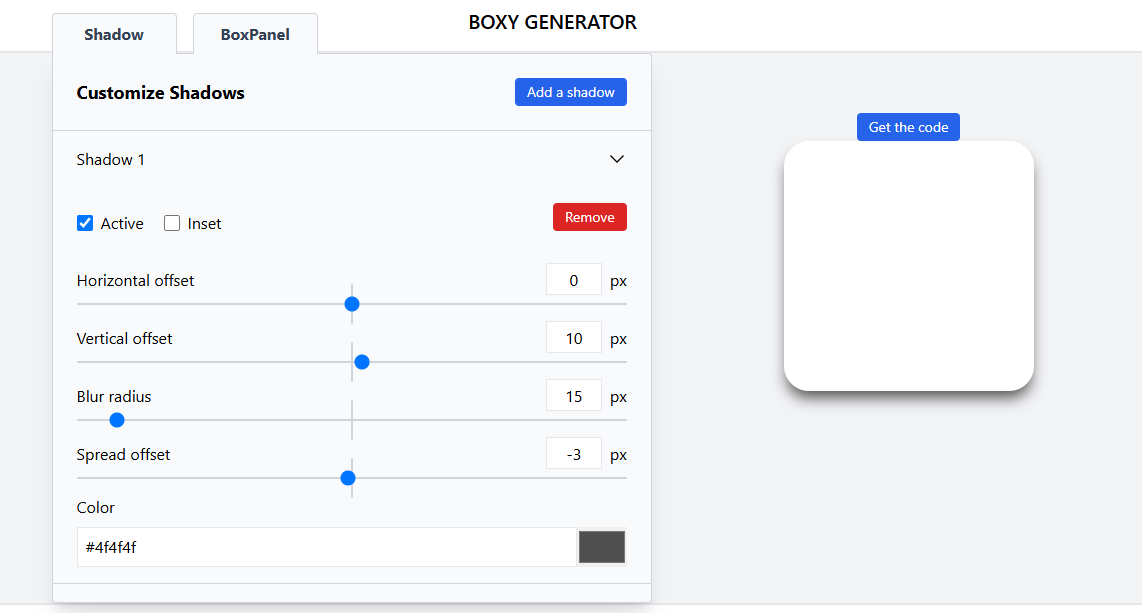 Shadow
BoxPanel
BOXY GENERATOR
Customize Shadows
Add a shadow
Get the code
Shadow 1
Active
Inset
Remove
Horizontal offset
0 px
Vertical offset
10 px
Blur radius
15 px
Spread offset
-3 px
Color
#4f4f4f